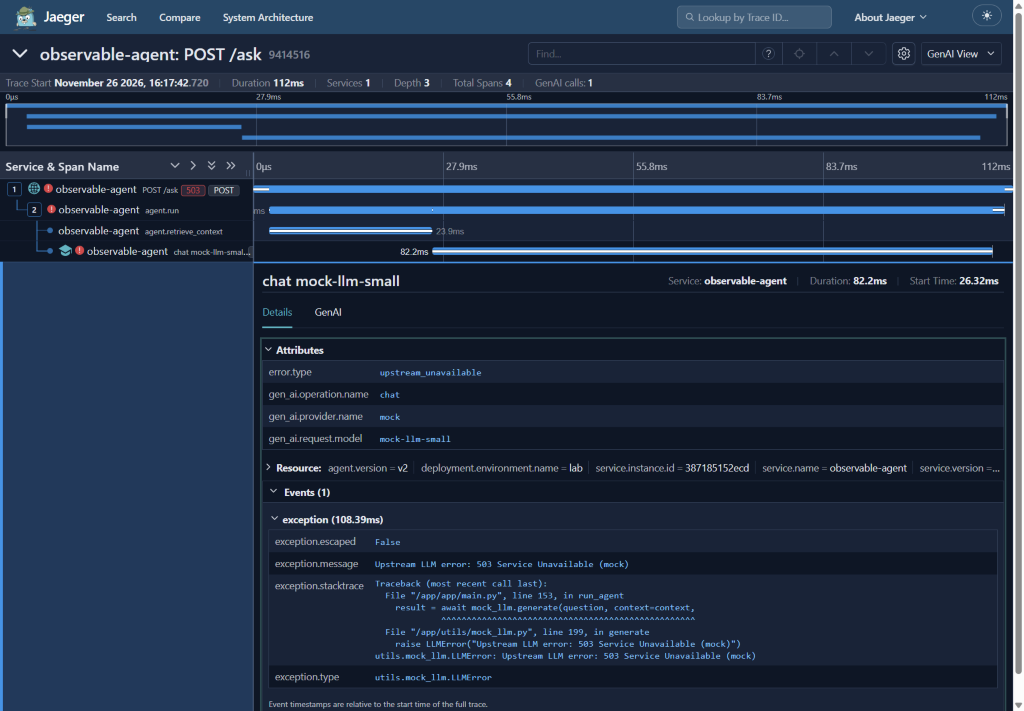 Jaeger Search Compare System Architecture Lookup by Trace ID... About Jaeger
observable-agent: POST /ask 9414516 Find... GenAI View
Trace Start November 26 2026, 16:17:42.720 Duration 112ms Services 1 Depth 3 Total Spans 4 GenAI calls: 1
0μs 27.9ms 55.8ms 83.7ms 112ms
Service & Span Name 0μs 27.9ms 55.8ms 83.7ms 112ms
1 observable-agent POST /ask 503 POST
2 observable-agent agent.run ms
observable-agent agent.retrieve_context 23.9ms
observable-agent chat mock-llm-smal... 82.2ms
chat mock-llm-small Service: observable-agent Duration: 82.2ms Start Time: 26.32ms
Details GenAI
Attributes
error.type upstream_unavailable
gen_ai.operation.name chat
gen_ai.provider.name mock
gen_ai.request.model mock-llm-small
Resource: agent.version = v2 deployment.environment.name = lab service.instance.id = 387185152ecd service.name = observable-agent service.version =...
Events (1)
exception (108.39ms)
exception.escaped False
exception.message Upstream LLM error: 503 Service Unavailable (mock)
exception.stacktrace Traceback (most recent call last):
File "/app/app/main.py", line 153, in run_agent
result = await mock_llm.generate(question, context=context,
^^^^^^^^^^^^^^^^^^^^^^^^^^^^^^^^^^^^^^^^^^^^^^^^^^
File "/app/utils/mock_llm.py", line 199, in generate
raise LLMError("Upstream LLM error: 503 Service Unavailable (mock)")
utils.mock_llm.LLMError: Upstream LLM error: 503 Service Unavailable (mock)
exception.type utils.mock_llm.LLMError
Event timestamps are relative to the start time of the full trace.